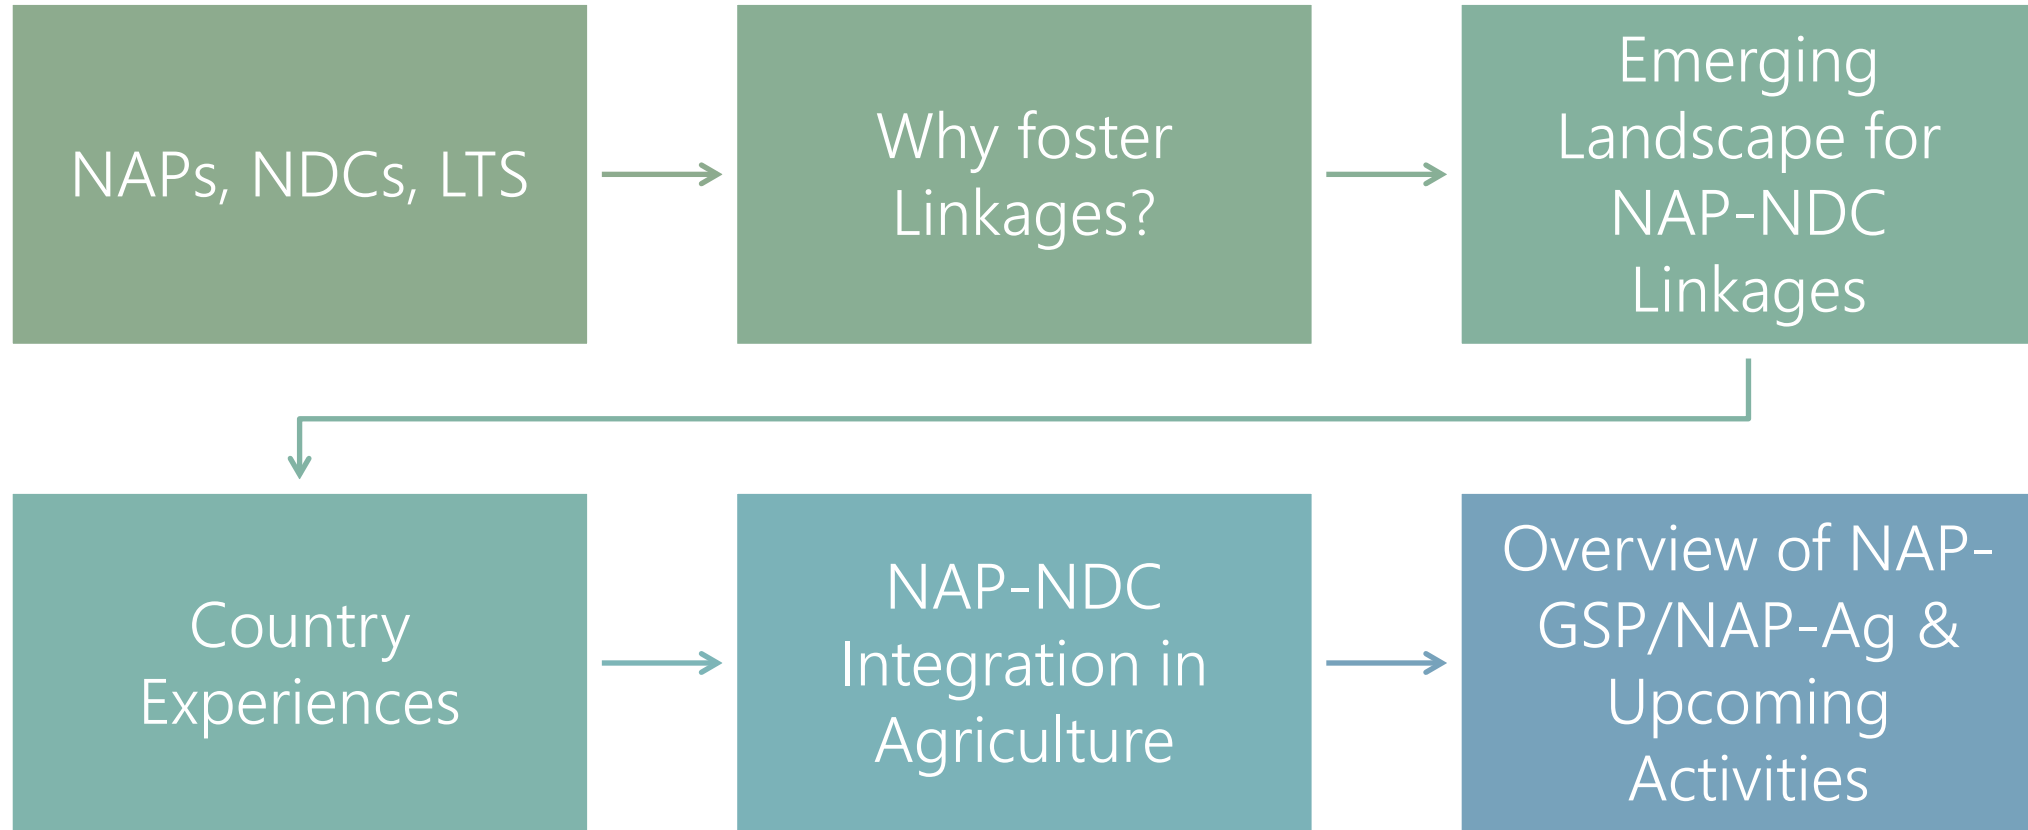 NAPs, NDCs, LTS
Why foster
Linkages?
Emerging
Landscape for
NAP-NDC
Linkages
Country
Experiences
NAP-NDC
Integration in
Agriculture
Overview of NAP-
GSP/NAP-Ag &
Upcoming
Activities